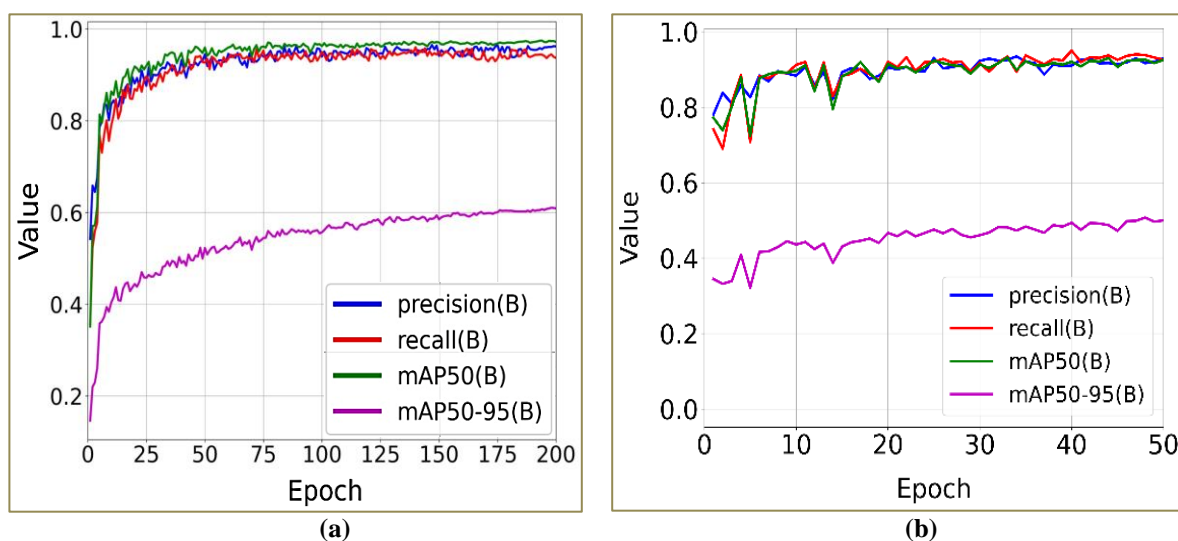 1.0
0.8
0.6
0.4
0.2
Value
0 25 50 75 100 125 150 175 200
Epoch
precision(B)
recall(B)
mAP50(B)
mAP50-95(B)
(a)
1.0
0.8
0.6
0.4
0.2
0.0
Value
0 10 20 30 40 50
Epoch
precision(B)
recall(B)
mAP50(B)
mAP50-95(B)
(b)